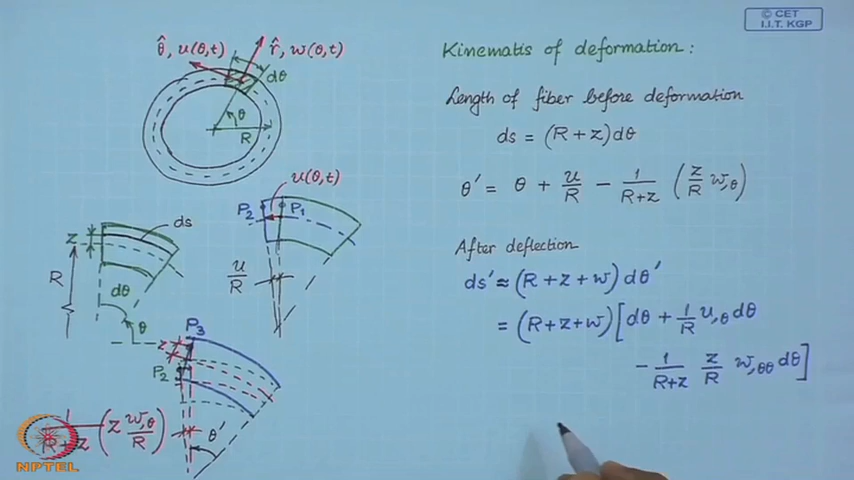 © CET
I.I.T. KGP
θ̂, u(θ,t)
r̂, w(θ,t)
dθ
θ
R
u(θ,t)
P₂
P₁
u/R
ds
z
R
dθ
θ
P₃
z
P₂
θ'
1/(R+z) (z w,θ/R)
NPTEL
Kinematis of deformation:
Length of fiber before deformation
ds = (R+z)dθ
θ' = θ + u/R - 1/(R+z) (z/R w,θ)
After deflection
ds' ≈ (R+z+w) dθ'
= (R+z+w)[dθ + 1/R u,θ dθ
- 1/(R+z) z/R w,θθ dθ]